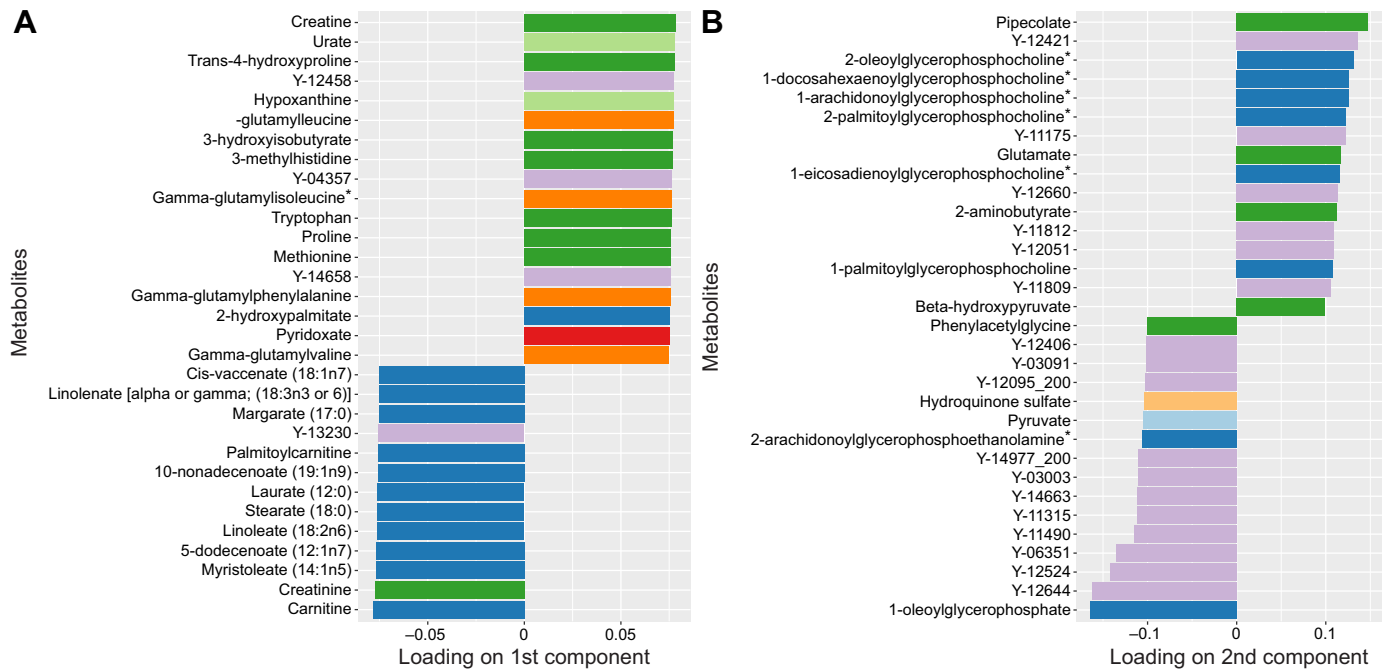 A
Creatine
Urate
Trans-4-hydroxyproline
Y-12458
Hypoxanthine
-glutamylleucine
3-hydroxyisobutyrate
3-methylhistidine
Y-04357
Gamma-glutamylisoleucine*
Tryptophan
Proline
Methionine
Y-14658
Gamma-glutamylphenylalanine
2-hydroxypalmitate
Pyridoxate
Gamma-glutamylvaline
Cis-vaccenate (18:1n7)
Linolenate [alpha or gamma; (18:3n3 or 6)]
Margarate (17:0)
Y-13230
Palmitoylcarnitine
10-nonadecenoate (19:1n9)
Laurate (12:0)
Stearate (18:0)
Linoleate (18:2n6)
5-dodecenoate (12:1n7)
Myristoleate (14:1n5)
Creatinine
Carnitine
Metabolites
−0.05 0 0.05
Loading on 1st component
B
Pipecolate
Y-12421
2-oleoylglycerophosphocholine*
1-docosahexaenoylglycerophosphocholine*
1-arachidonoylglycerophosphocholine*
2-palmitoylglycerophosphocholine*
Y-11175
Glutamate
1-eicosadienoylglycerophosphocholine*
Y-12660
2-aminobutyrate
Y-11812
Y-12051
1-palmitoylglycerophosphocholine
Y-11809
Beta-hydroxypyruvate
Phenylacetylglycine
Y-12406
Y-03091
Y-12095_200
Hydroquinone sulfate
Pyruvate
2-arachidonoylglycerophosphoethanolamine*
Y-14977_200
Y-03003
Y-14663
Y-11315
Y-11490
Y-06351
Y-12524
Y-12644
1-oleoylglycerophosphate
Metabolites
−0.1 0 0.1
Loading on 2nd component